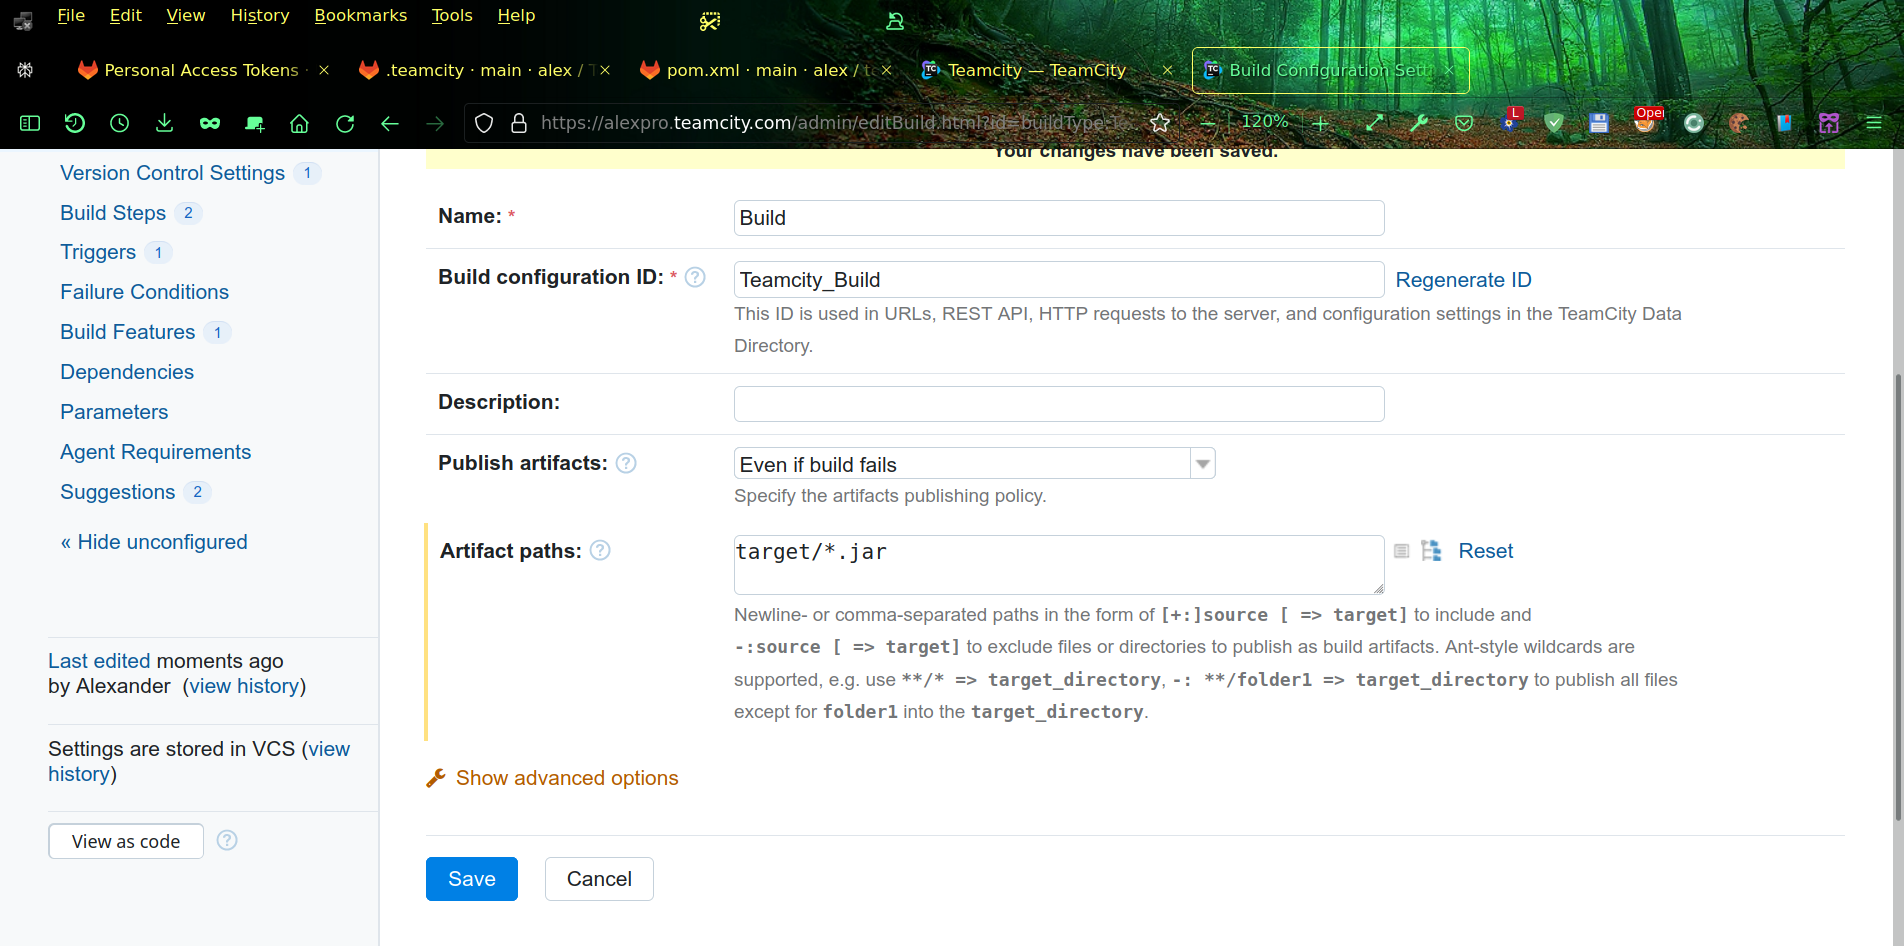 File Edit View History Bookmarks Tools Help
Personal Access Tokens · .teamcity · main · alex / T pom.xml · main · alex / te Teamcity — TeamCity Build Configuration Sett
https://alexpro.teamcity.com/admin/editBuild.html?id=buildType:Te 120% L Oper
Your changes have been saved.
Version Control Settings 1
Build Steps 2
Triggers 1
Failure Conditions
Build Features 1
Dependencies
Parameters
Agent Requirements
Suggestions 2
« Hide unconfigured
Last edited moments ago
by Alexander (view history)
Settings are stored in VCS (view
history)
View as code ?
Name: * Build
Build configuration ID: * ? Teamcity_Build Regenerate ID
This ID is used in URLs, REST API, HTTP requests to the server, and configuration settings in the TeamCity Data
Directory.
Description:
Publish artifacts: ? Even if build fails
Specify the artifacts publishing policy.
Artifact paths: ? target/*.jar Reset
Newline- or comma-separated paths in the form of [+:]source [ => target] to include and
-:source [ => target] to exclude files or directories to publish as build artifacts. Ant-style wildcards are
supported, e.g. use **/* => target_directory, -: **/folder1 => target_directory to publish all files
except for folder1 into the target_directory.
Show advanced options
Save Cancel